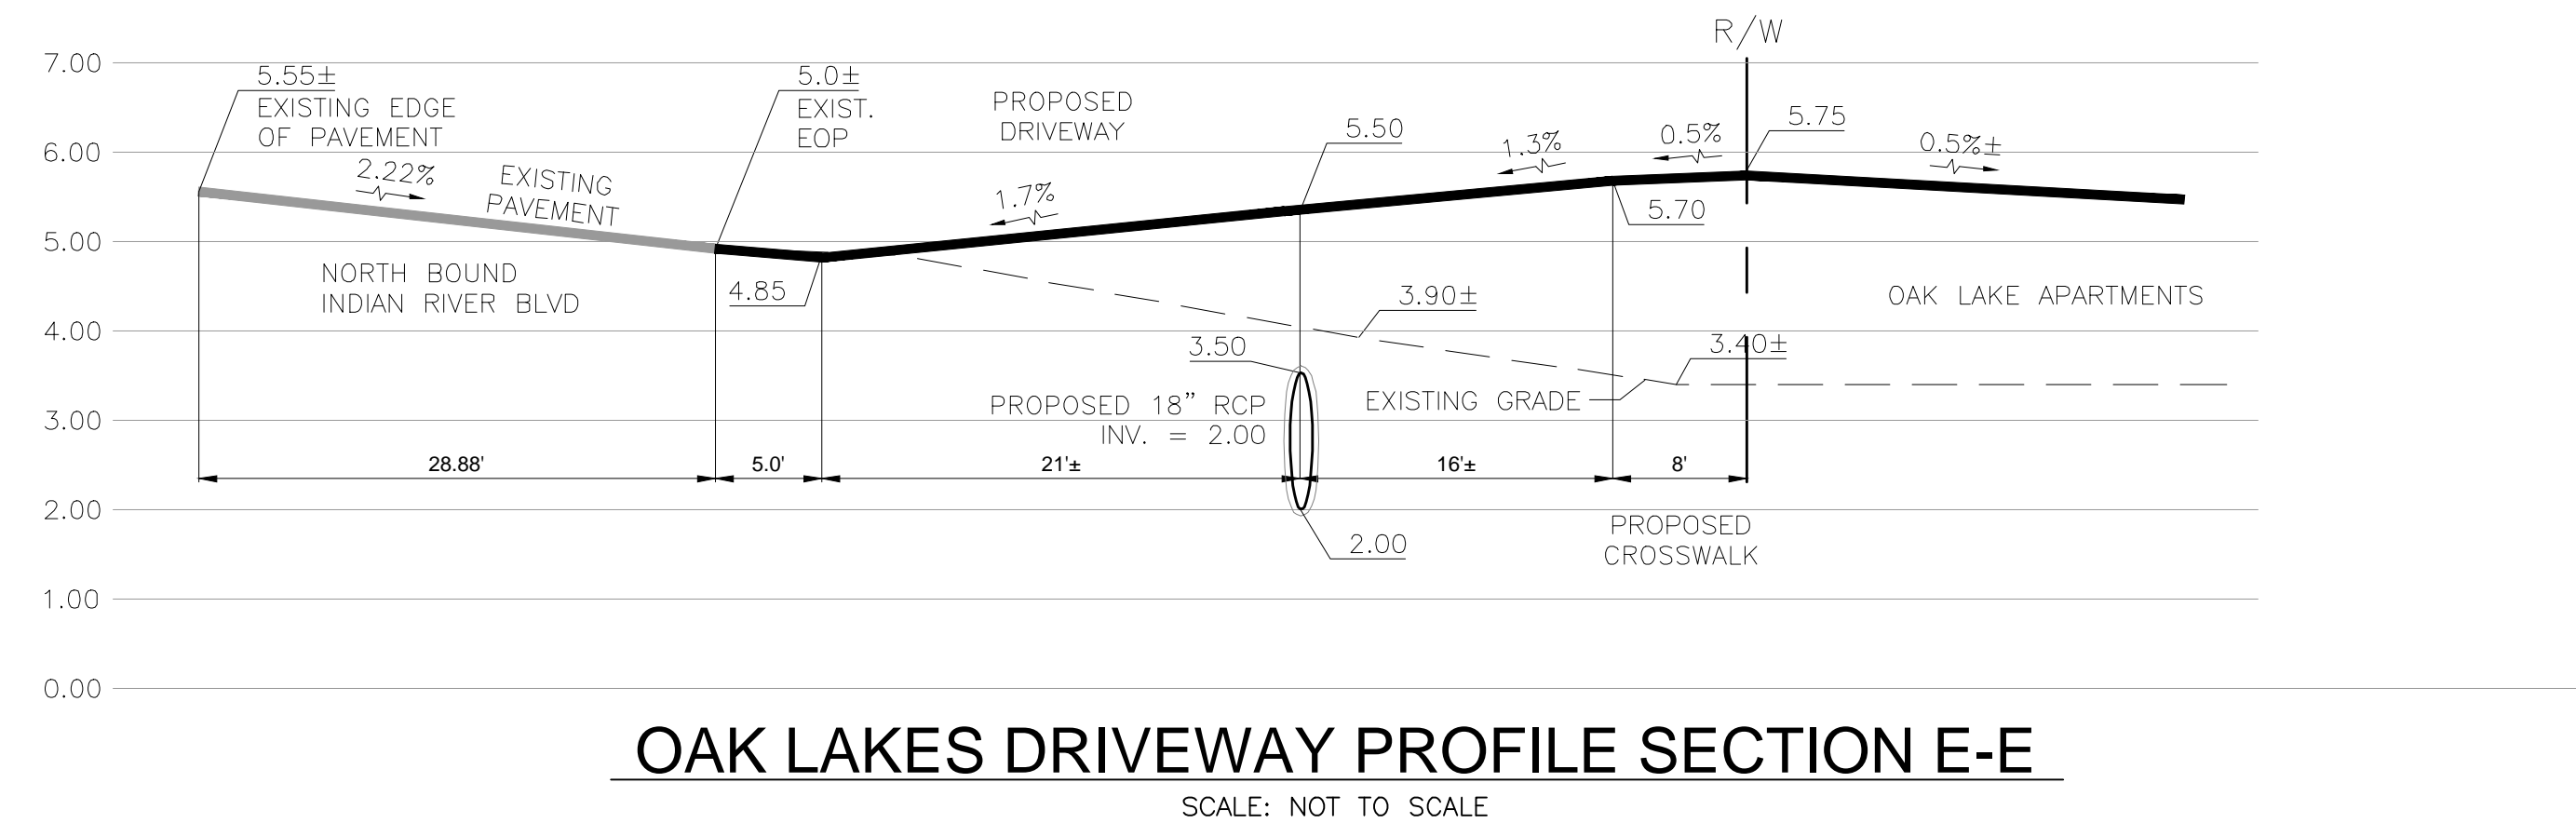 R/W
7.00
5.55±
EXISTING EDGE
OF PAVEMENT
5.0±
EXIST.
EOP
PROPOSED
DRIVEWAY
5.50
1.3%
0.5%
5.75
0.5%±
6.00
2.22%
EXISTING
PAVEMENT
1.7%
5.70
5.00
NORTH BOUND
INDIAN RIVER BLVD
4.85
3.90±
OAK LAKE APARTMENTS
4.00
3.50
3.40±
PROPOSED 18" RCP
INV. = 2.00
EXISTING GRADE
3.00
28.88'
5.0'
21'±
16'±
8'
2.00
2.00
PROPOSED
CROSSWALK
1.00
0.00
OAK LAKES DRIVEWAY PROFILE SECTION E-E
SCALE: NOT TO SCALE